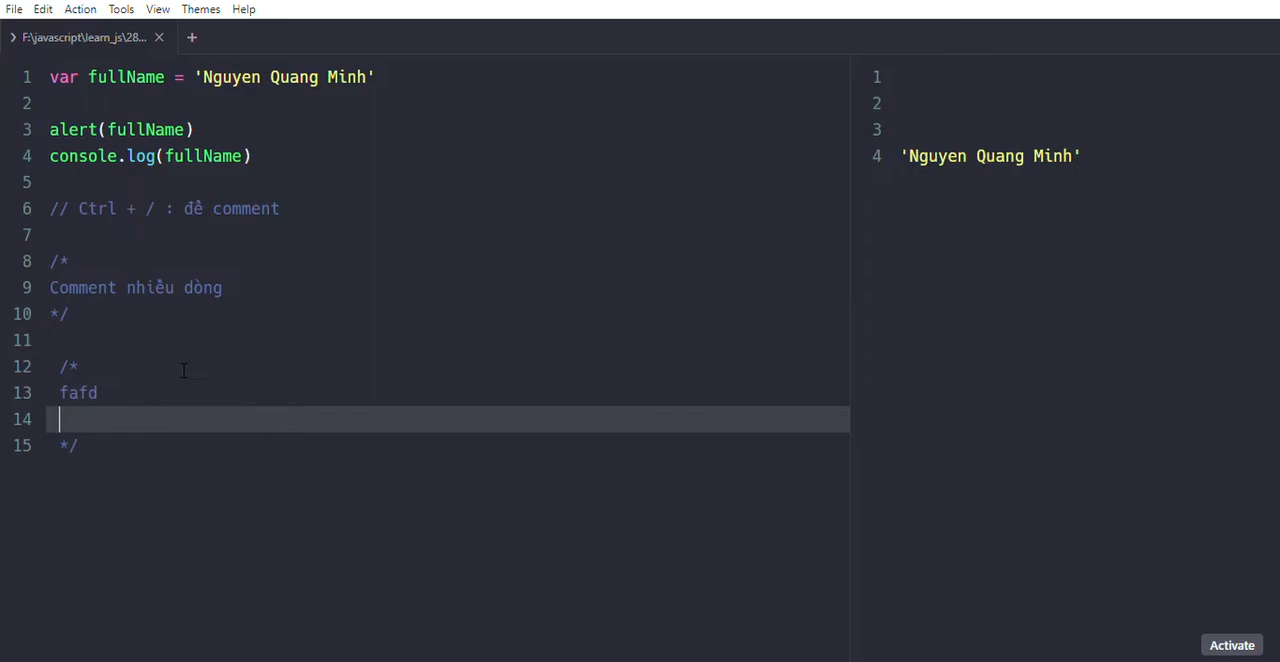 File Edit Action Tools View Themes Help
F:\javascript\learn_js\28...
1 var fullName = 'Nguyen Quang Minh'
2
3 alert(fullName)
4 console.log(fullName)
5
6 // Ctrl + / : để comment
7
8 /*
9 Comment nhiều dòng
10 */
11
12 /*
13 fafd
14
15 */
1
2
3
4 'Nguyen Quang Minh'
Activate